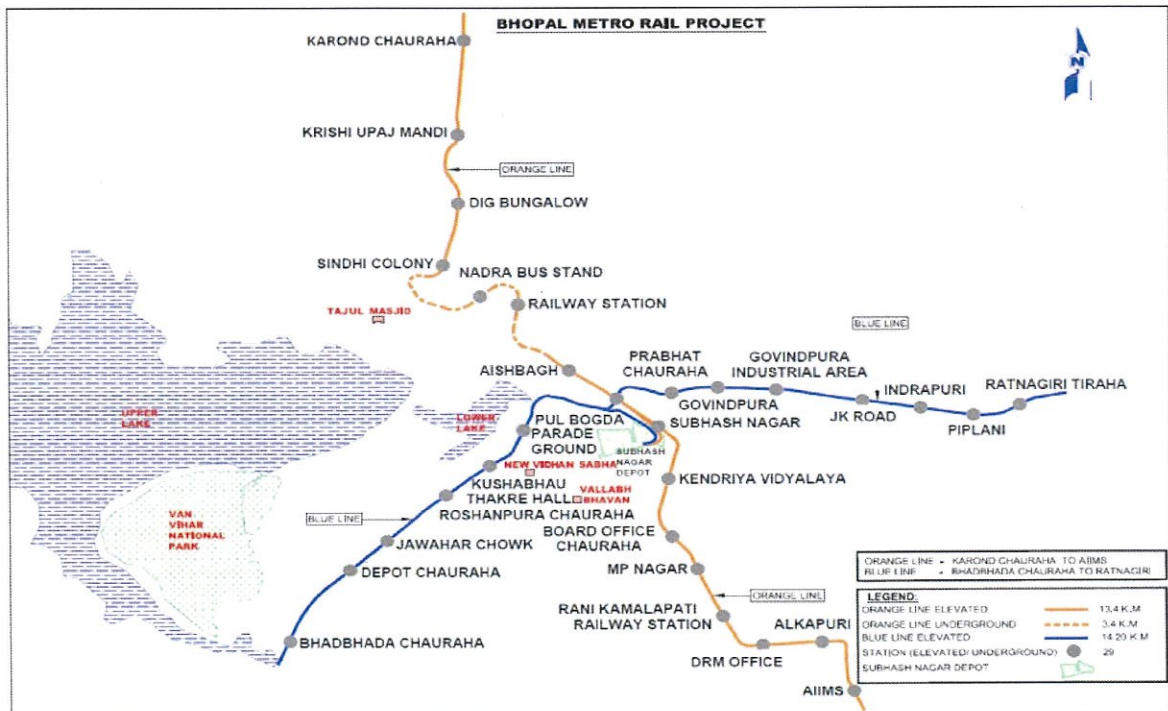 BHOPAL METRO RAIL PROJECT
KAROND CHAURAHA
N
KRISHI UPAJ MANDI
ORANGE LINE
DIG BUNGALOW
SINDHI COLONY
NADRA BUS STAND
RAILWAY STATION
TAJUL MASJID
BLUE LINE
AISHBAGH
PRABHAT
CHAURAHA
GOVINDPURA
INDUSTRIAL AREA
INDRAPURI
RATNAGIRI TIRAHA
UPPER
LAKE
LOWER
LAKE
PUL BOGDA
GOVINDPURA
SUBHASH NAGAR
JK ROAD
PIPLANI
PARADE
GROUND
SUBHASH
NAGAR
DEPOT
NEW VIDHAN SABHA
KUSHABHAU
THAKRE HALL
VALLABH
BHAVAN
KENDRIYA VIDYALAYA
ROSHANPURA CHAURAHA
VAN
VIHAR
NATIONAL
PARK
BLUE LINE
JAWAHAR CHOWK
BOARD OFFICE
CHAURAHA
DEPOT CHAURAHA
MP NAGAR
ORANGE LINE
RANI KAMALAPATI
RAILWAY STATION
BHADBHADA CHAURAHA
ALKAPURI
DRM OFFICE
AIIMS
ORANGE LINE - KAROND CHAURAHA TO AIIMS
BLUE LINE - BHADBHADA CHAURAHA TO RATNAGIRI
LEGEND:
ORANGE LINE ELEVATED 13.4 K.M
ORANGE LINE UNDERGROUND 3.4 K.M
BLUE LINE ELEVATED 14.20 K.M
STATION (ELEVATED/ UNDERGROUND) 29
SUBHASH NAGAR DEPOT